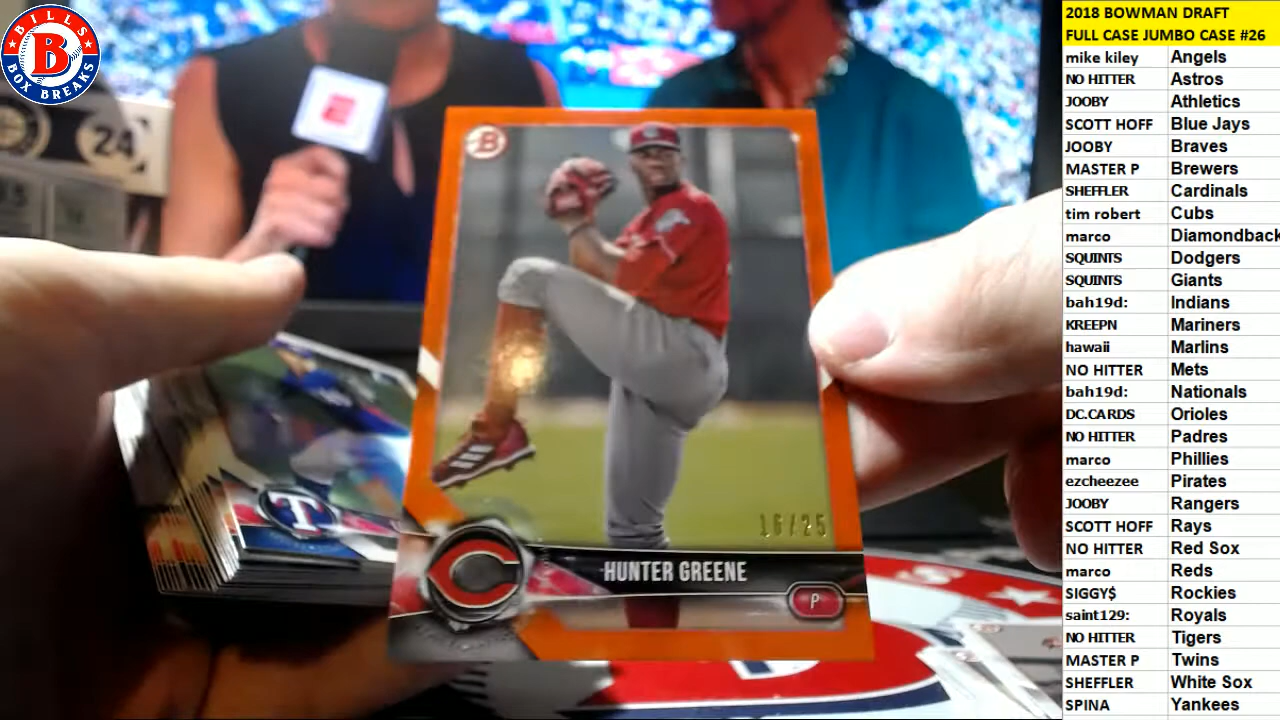 BILLS
B
BOX BREAKS
24
B
16/25
C
HUNTER GREENE
P
T
2018 BOWMAN DRAFT
FULL CASE JUMBO CASE #26
mike kiley Angels
NO HITTER Astros
JOOBY Athletics
SCOTT HOFF Blue Jays
JOOBY Braves
MASTER P Brewers
SHEFFLER Cardinals
tim robert Cubs
marco Diamondback
SQUINTS Dodgers
SQUINTS Giants
bah19d: Indians
KREEPN Mariners
hawaii Marlins
NO HITTER Mets
bah19d: Nationals
DC.CARDS Orioles
NO HITTER Padres
marco Phillies
ezcheezee Pirates
JOOBY Rangers
SCOTT HOFF Rays
NO HITTER Red Sox
marco Reds
SIGGY$ Rockies
saint129: Royals
NO HITTER Tigers
MASTER P Twins
SHEFFLER White Sox
SPINA Yankees